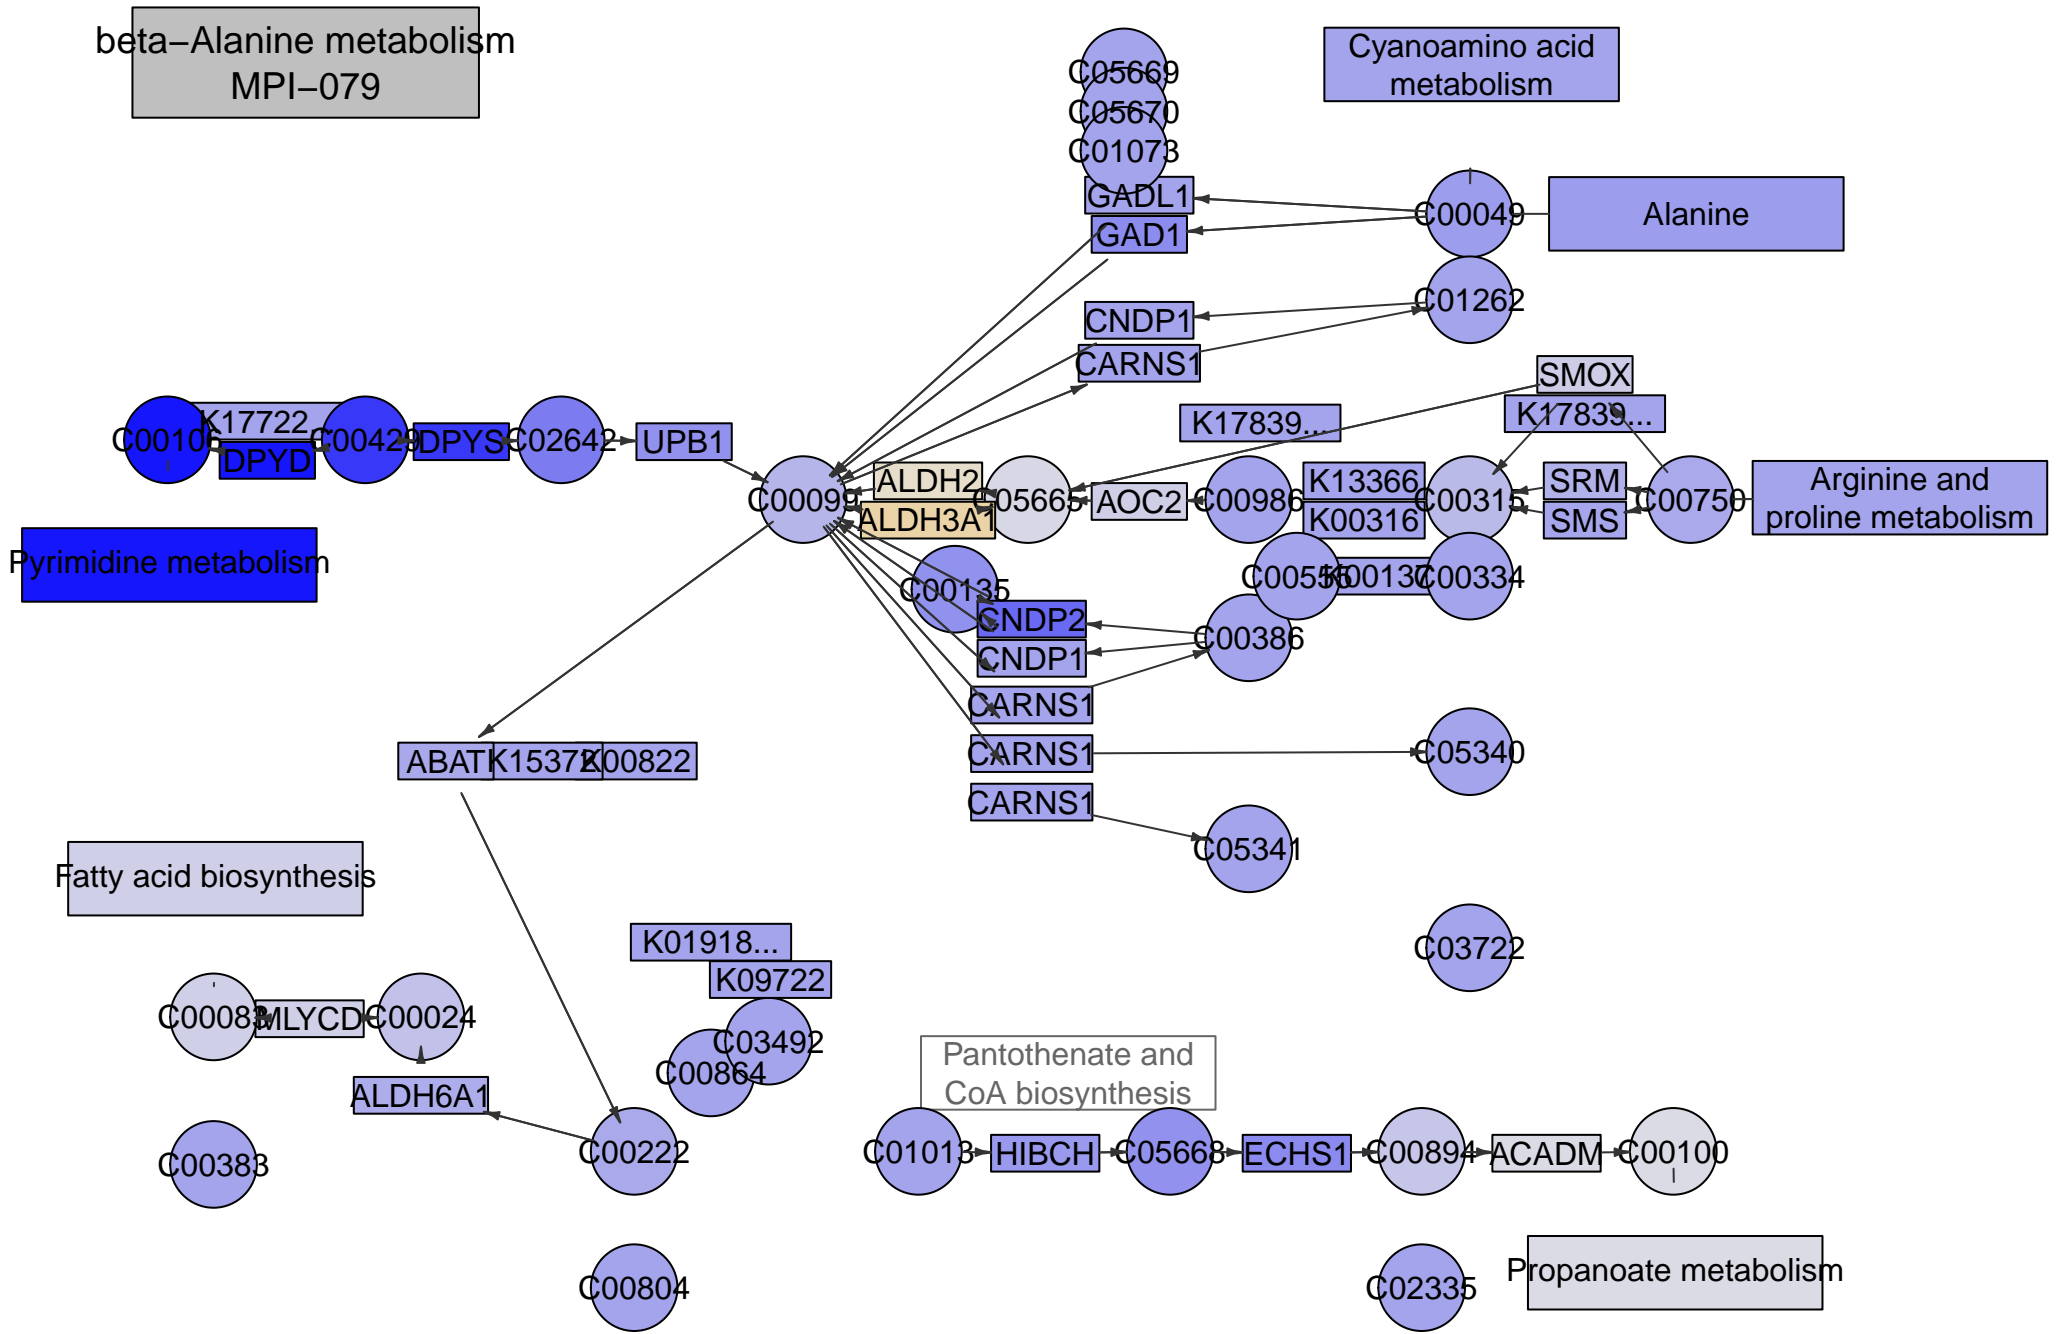 beta−Alanine metabolism
MPI−079
C05669
C05670
C01073
Cyanoamino acid
metabolism
GADL1
GAD1
C00049
Alanine
C01262
CNDP1
CARNS1
SMOX
K17839...
K17839...
C00106
K17722...
DPYD
C00429
DPYS
C02642
UPB1
C00099
ALDH2
ALDH3A1
C05665
AOC2
C00986
K13366
K00316
C00315
SRM
SMS
C00750
Arginine and
proline metabolism
Pyrimidine metabolism
C00135
C00555
K00137
C00334
CNDP2
CNDP1
C00386
CARNS1
CARNS1
CARNS1
C05340
C05341
ABAT
K15372
K00822
Fatty acid biosynthesis
K01918...
K09722
C03722
C00083
MLYCD
C00024
C03492
C00864
ALDH6A1
Pantothenate and
CoA biosynthesis
C00383
C00222
C01013
HIBCH
C05668
ECHS1
C00894
ACADM
C00100
C00804
C02335
Propanoate metabolism